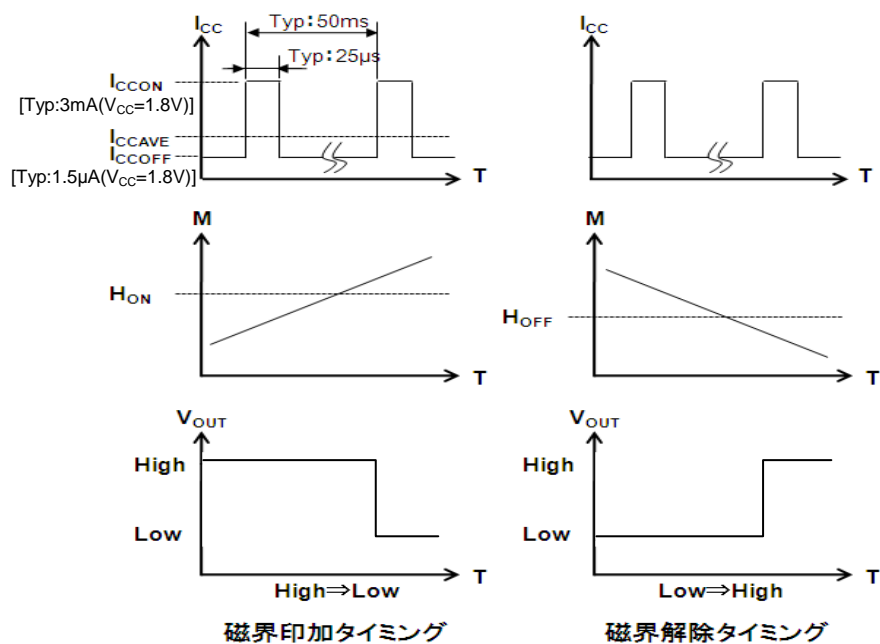 Icc
Typ:50ms
Typ:25µs
ICCON
[Typ:3mA(VCC=1.8V)]
ICCAVE
ICCOFF
[Typ:1.5µA(VCC=1.8V)]
T
T
M
HON
T
HOFF
T
VOUT
High
Low
T
High⇒Low
磁界印加タイミング
VOUT
High
Low
T
Low⇒High
磁界解除タイミング